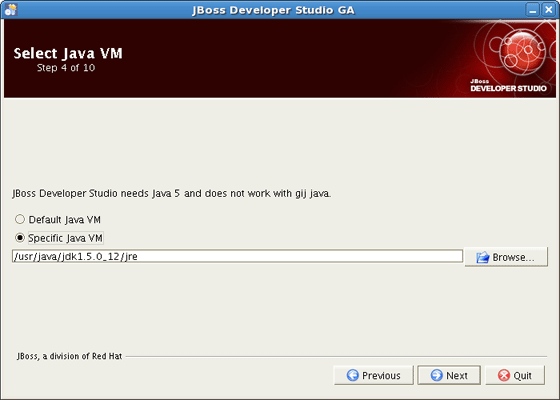 JBoss Developer Studio GA
Select Java VM
Step 4 of 10
JBoss
DEVELOPER STUDIO
JBoss Developer Studio needs Java 5 and does not work with gij java.
Default Java VM
Specific Java VM
/usr/java/jdk1.5.0_12/jre
Browse...
JBoss, a division of Red Hat
Previous
Next
Quit